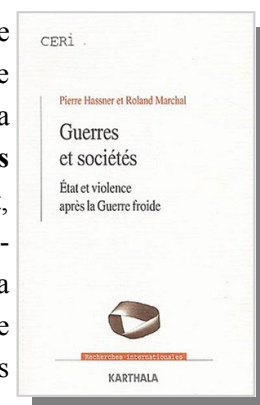 e
e
a
s
,
-
a
e
s
CERI .
Pierre Hassner et Roland Marchal
Guerres
et sociétés
État et violence
après la Guerre froide
Recherches internationales
KARTHALA